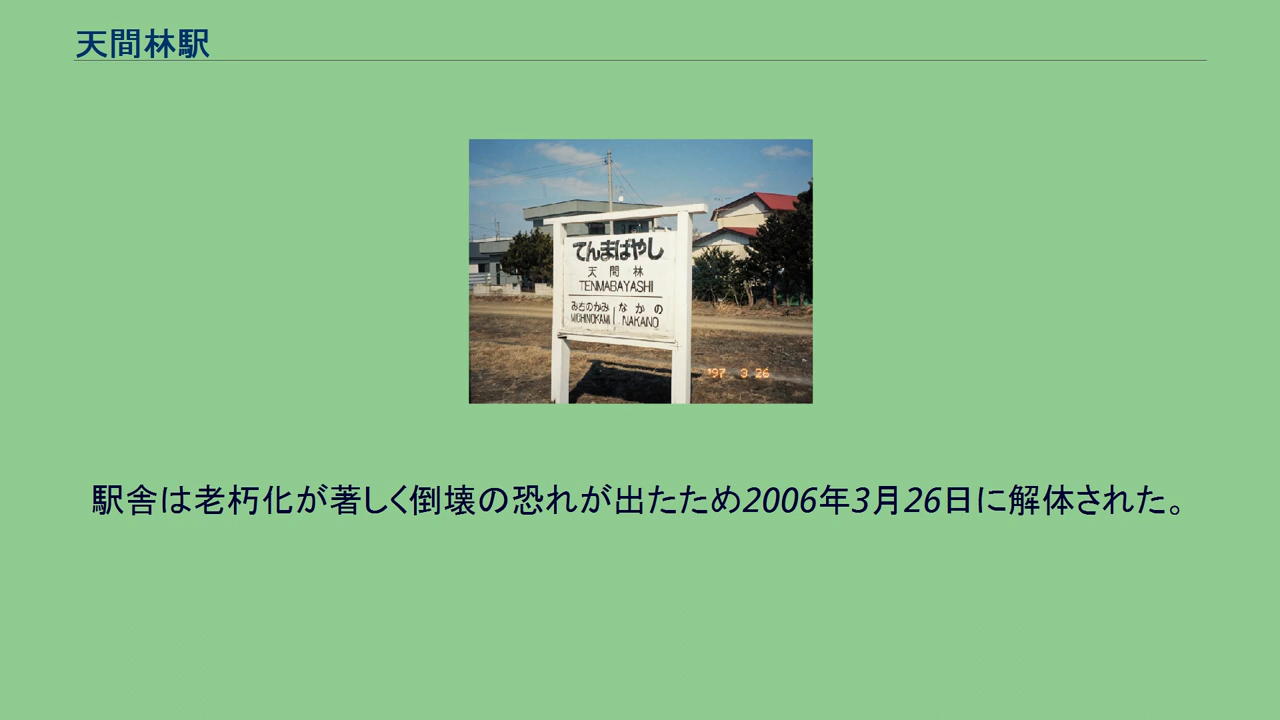 天間林駅
てんまばやし
天間林
TENMABAYASHI
みちのかみ なかの
MICHINOKAMI NAKANO
'97 3 26
駅舎は老朽化が著しく倒壊の恐れが出たため2006年3月26日に解体された。